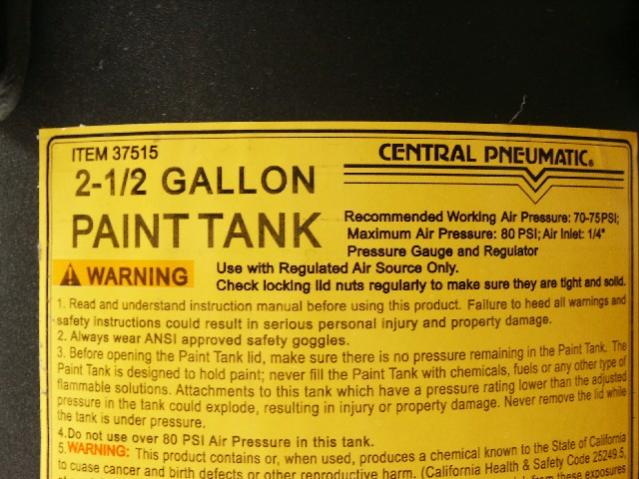 ITEM 37515
2-1/2 GALLON
PAINT TANK
CENTRAL PNEUMATIC®
Recommended Working Air Pressure: 70-75PSI;
Maximum Air Pressure: 80 PSI; Air Inlet: 1/4"
Pressure Gauge and Regulator
WARNING
Use with Regulated Air Source Only.
Check locking lid nuts regularly to make sure they are tight and solid.
1. Read and understand instruction manual before using this product. Failure to heed all warnings and
safety instructions could result in serious personal injury and property damage.
2. Always wear ANSI approved safety goggles.
3. Before opening the Paint Tank lid, make sure there is no pressure remaining in the Paint Tank. The
Paint Tank is designed to hold paint; never fill the Paint Tank with chemicals, fuels or any other type of
flammable solutions. Attachments to this tank which have a pressure rating lower than the adjusted
pressure in the tank could explode, resulting in injury or property damage. Never remove the lid while
the tank is under pressure.
4.Do not use over 80 PSI Air Pressure in this tank.
5.WARNING: This product contains or, when used, produces a chemical known to the State of California
to cuase cancer and birth defects or other reproductive harm. (California Health & Safety Code 25249.5,
from these exposures